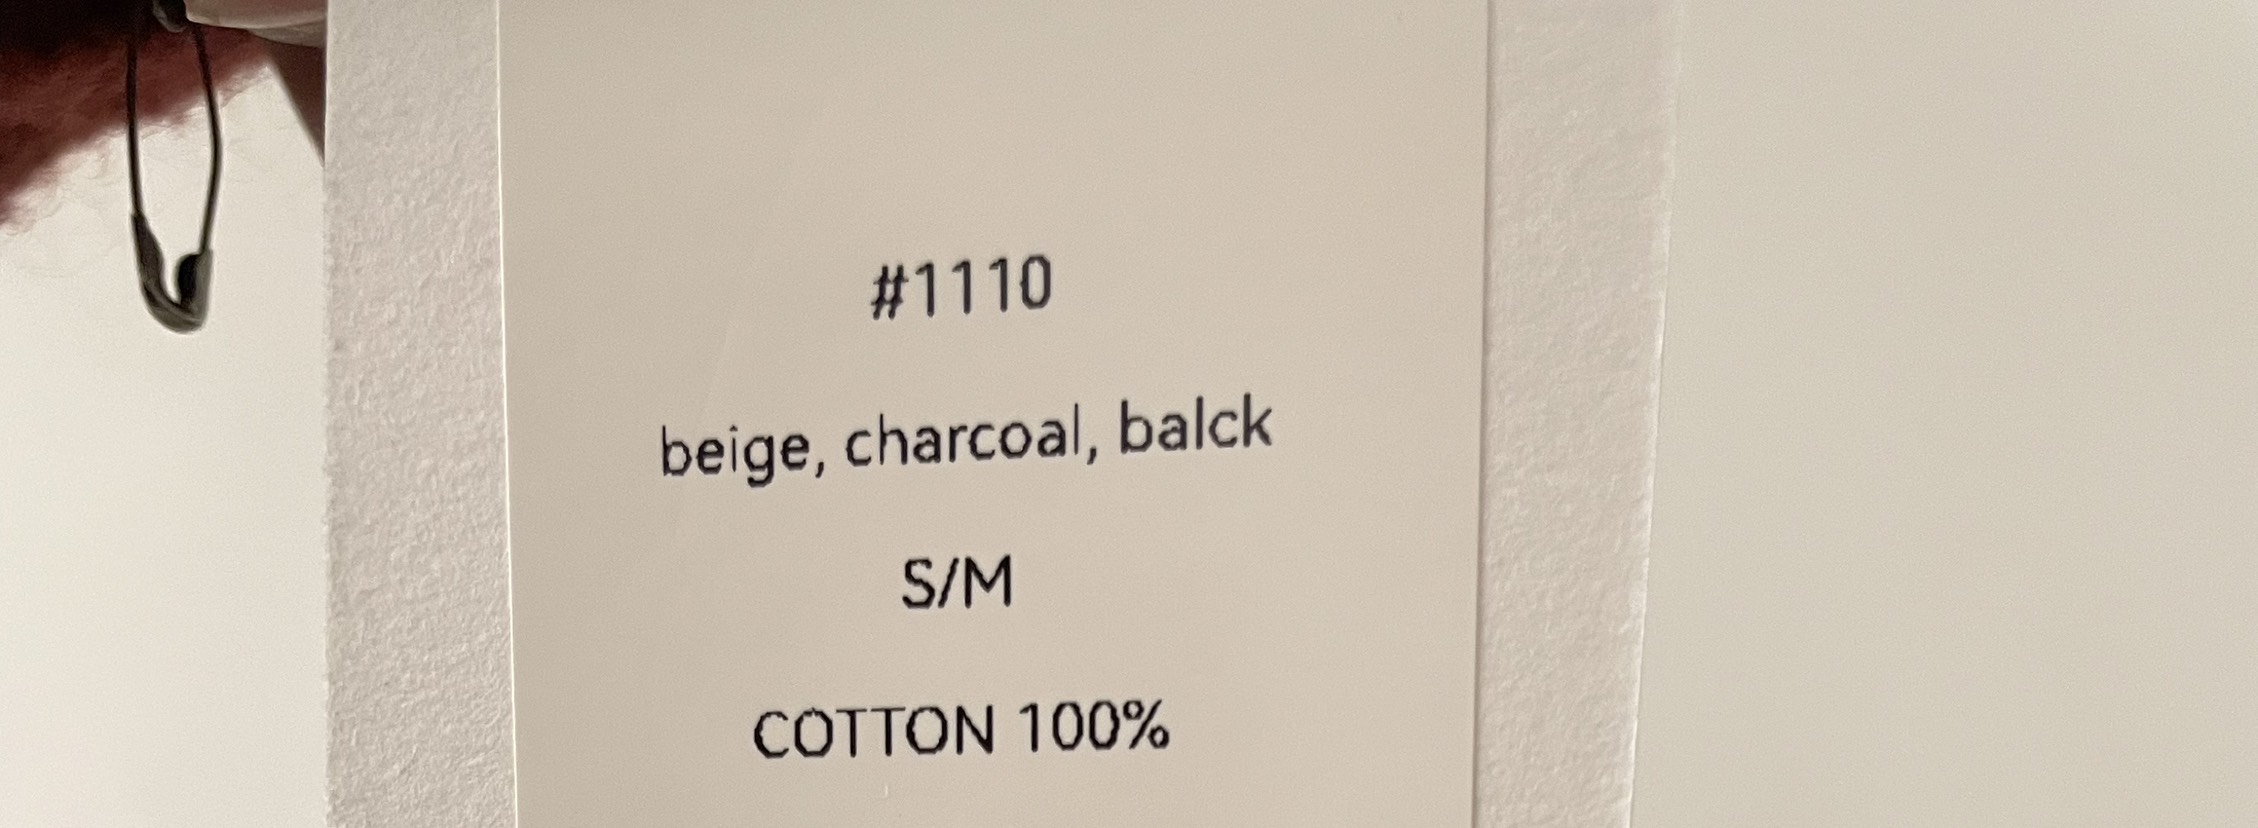 #1110
beige, charcoal, balck
S/M
COTTON 100%